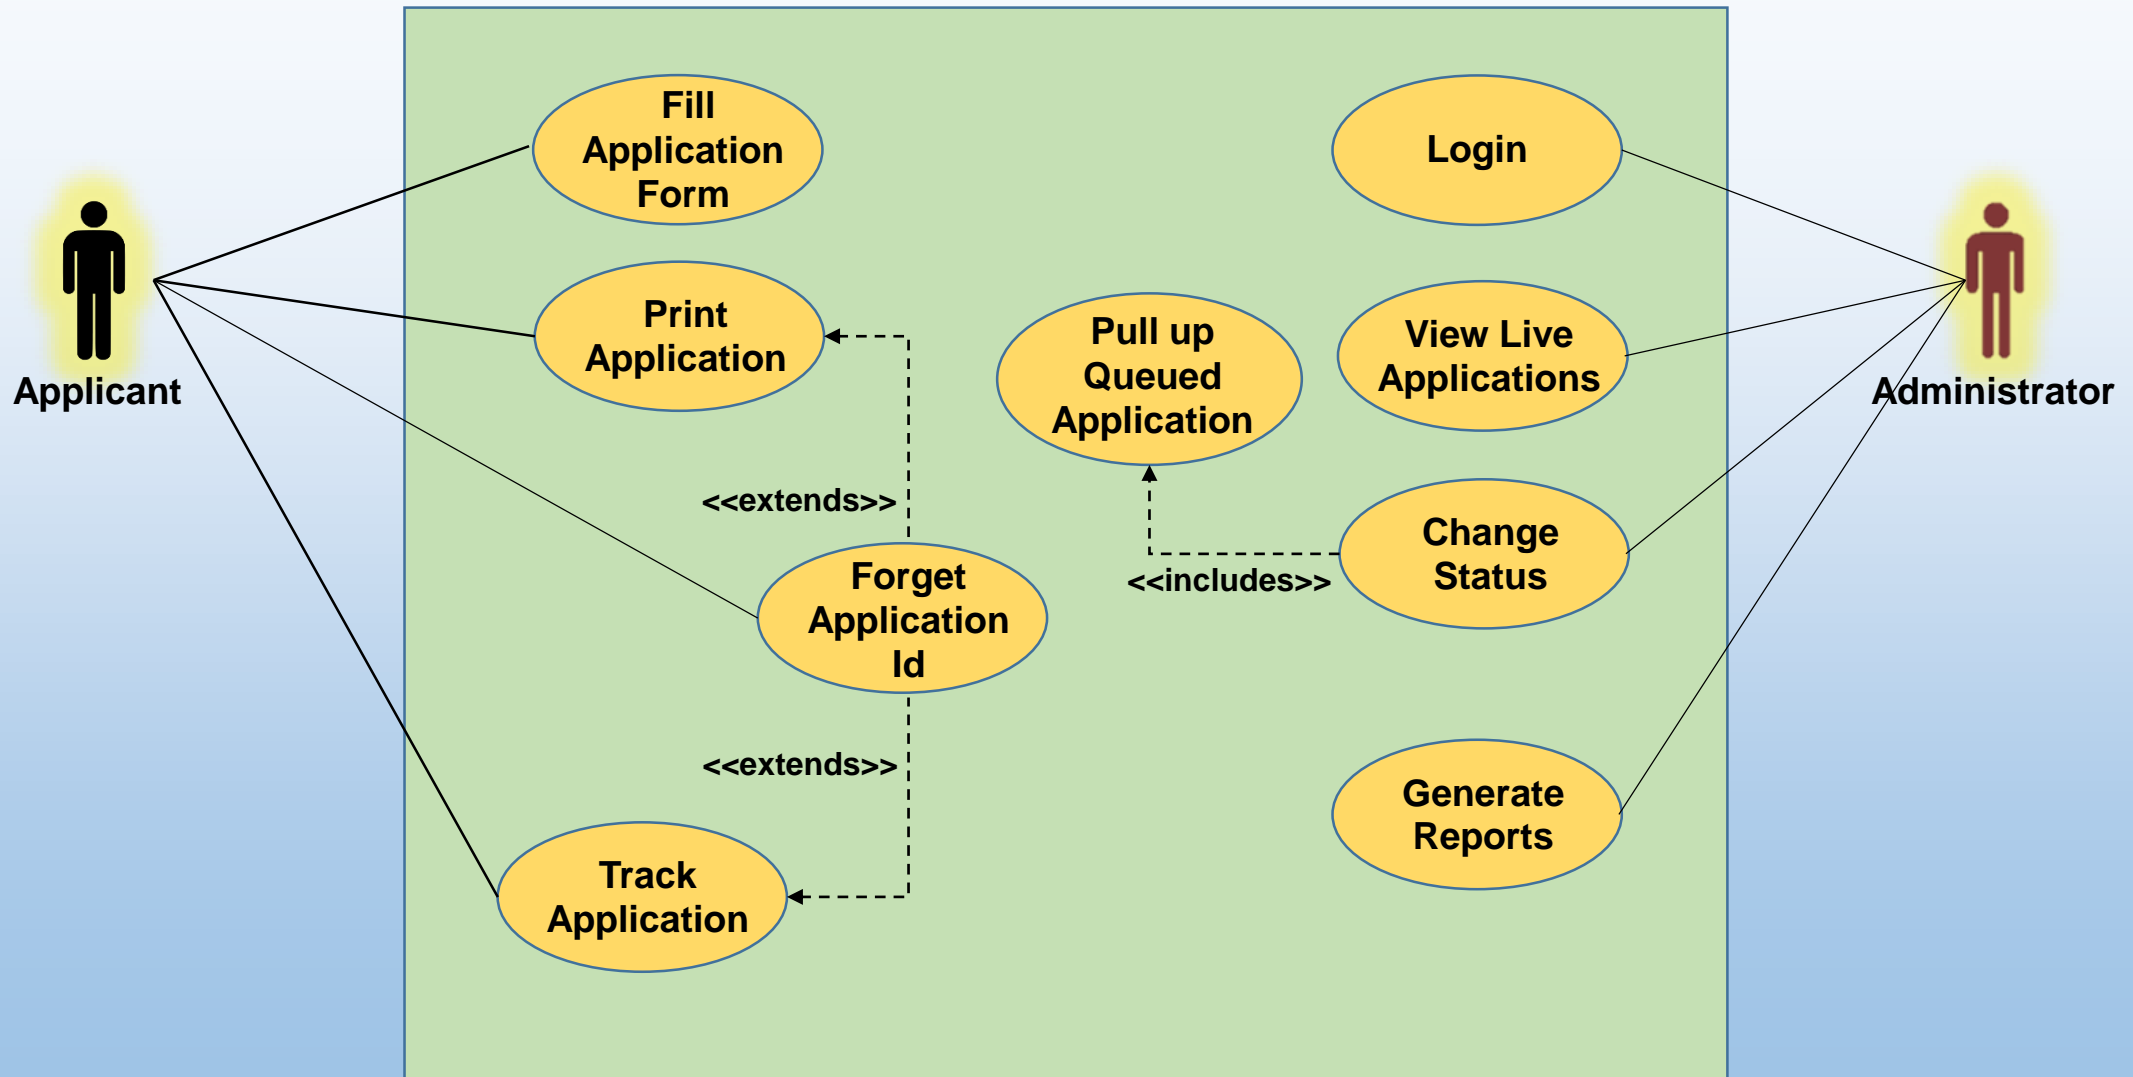 Fill
Application
Form
Login
Print
Application
Pull up
Queued
Application
View Live
Applications
Applicant
Administrator
<<extends>>
Change
Status
<<includes>>
Forget
Application
Id
<<extends>>
Generate
Reports
Track
Application